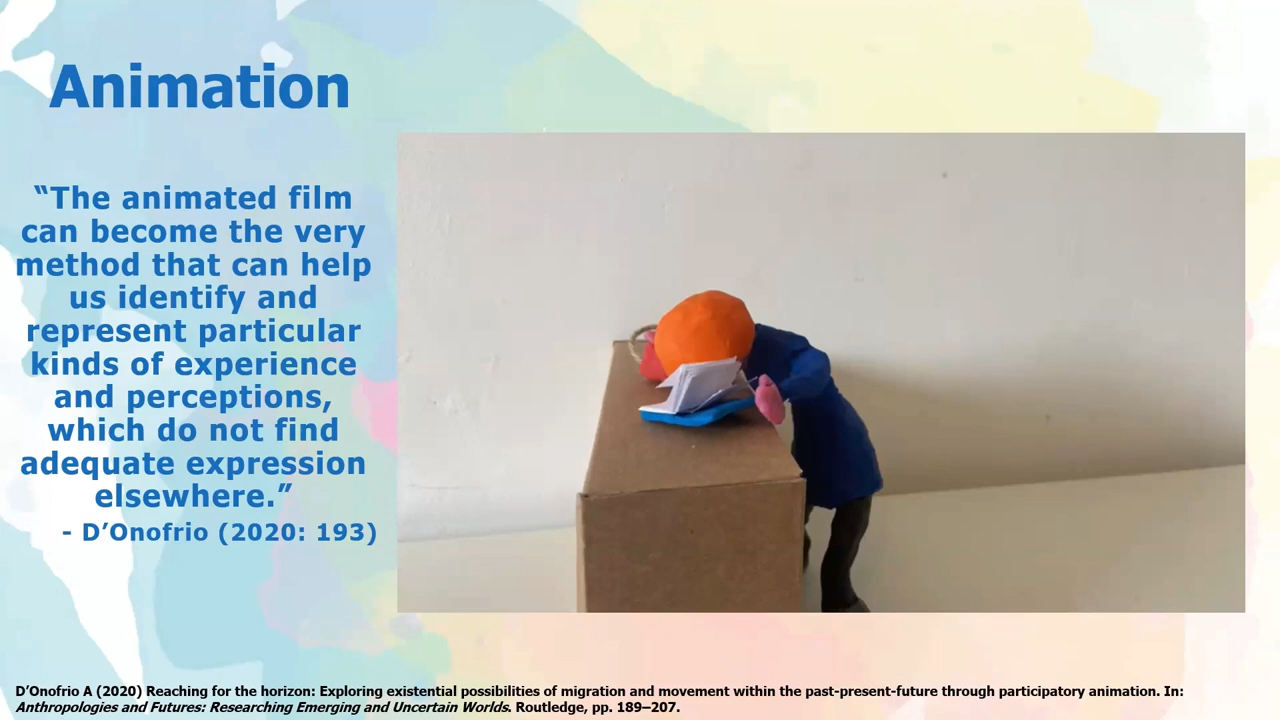 Animation
“The animated film
can become the very
method that can help
us identify and
represent particular
kinds of experience
and perceptions,
which do not find
adequate expression
elsewhere.”
- D’Onofrio (2020: 193)
D’Onofrio A (2020) Reaching for the horizon: Exploring existential possibilities of migration and movement within the past-present-future through participatory animation. In:
Anthropologies and Futures: Researching Emerging and Uncertain Worlds. Routledge, pp. 189–207.